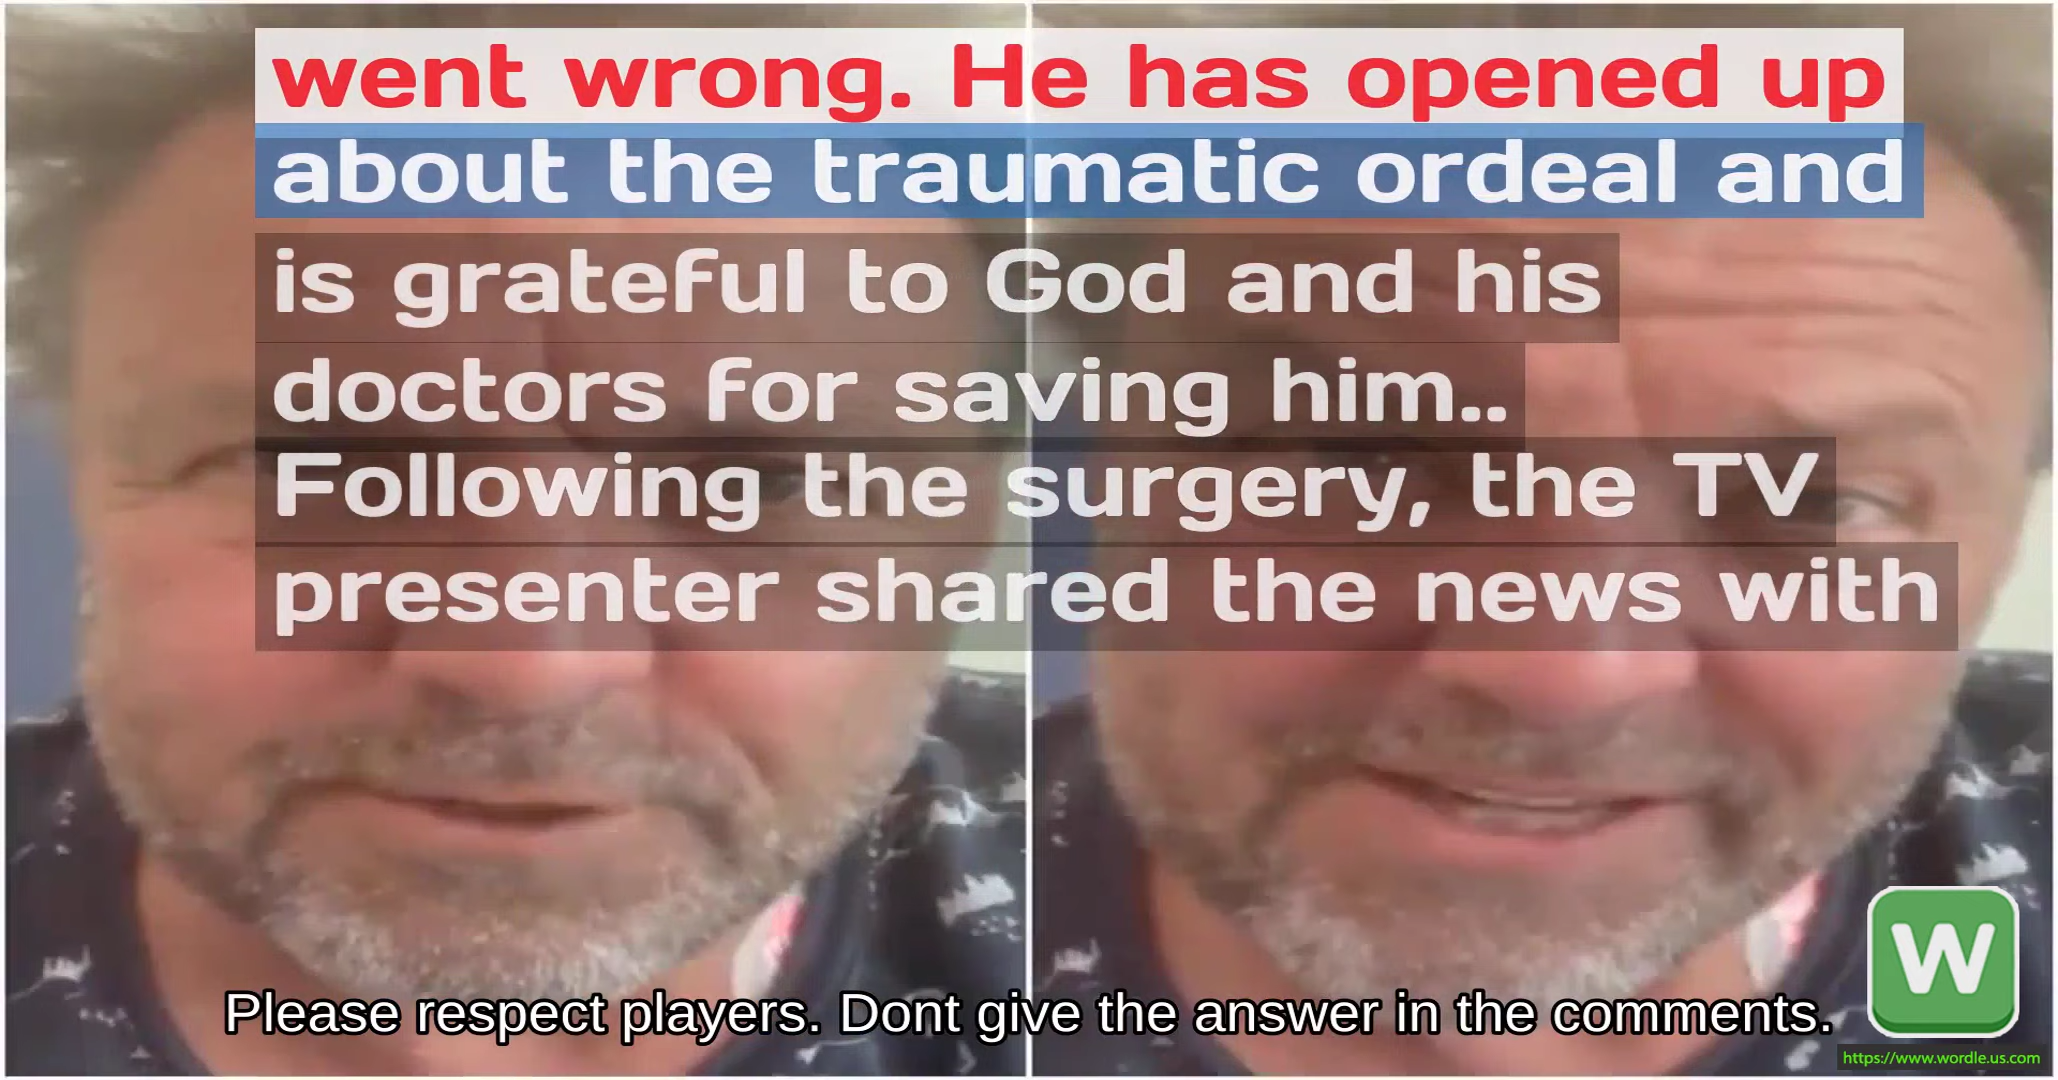 went wrong. He has opened up
about the traumatic ordeal and
is grateful to God and his
doctors for saving him..
Following the surgery, the TV
presenter shared the news with
Please respect players. Dont give the answer in the comments.
W
https://www.wordle.us.com